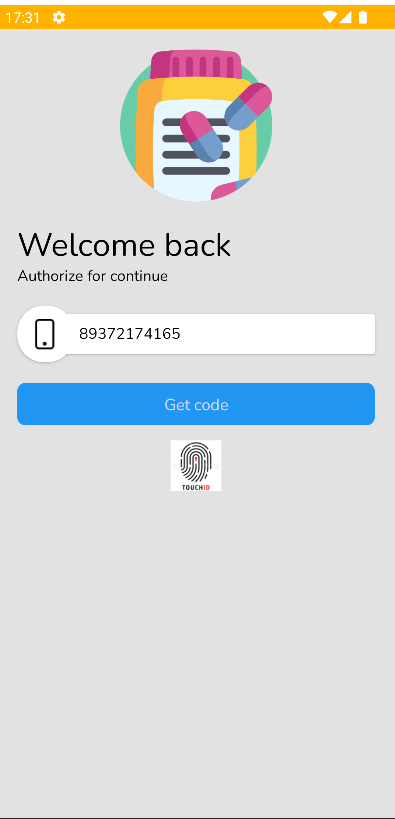 17:31
Welcome back
Authorize for continue
89372174165
Get code
TOUCHID